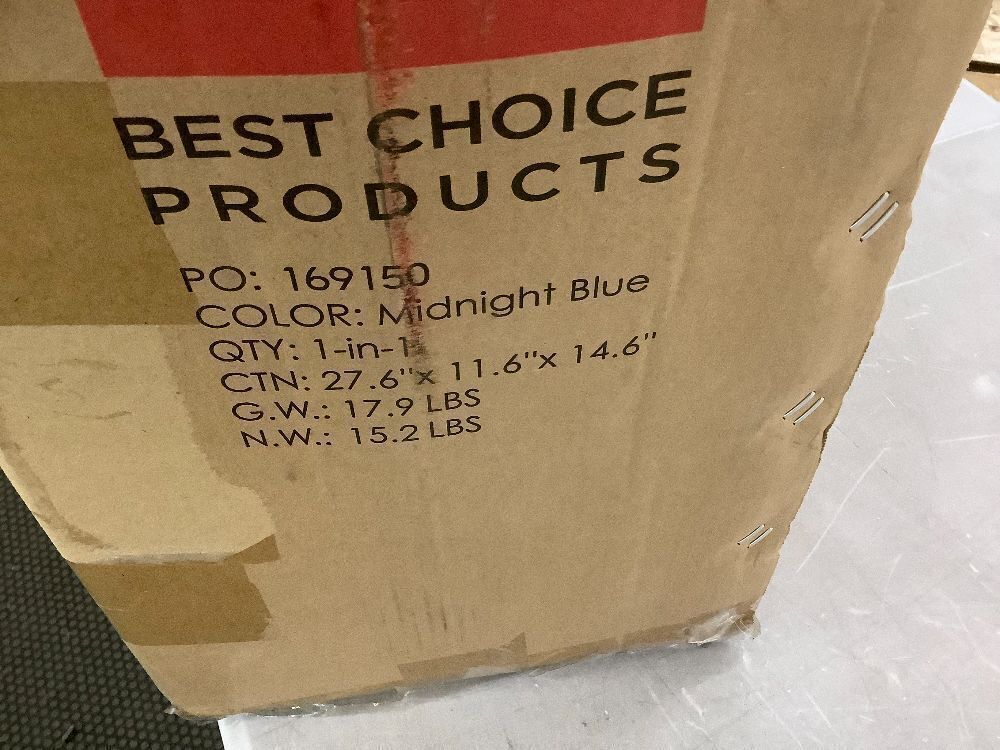 BEST CHOICE
PRODUCTS
PO: 169150
COLOR: Midnight Blue
QTY: 1-in-1
CTN: 27.6"x 11.6"x 14.6"
G.W.: 17.9 LBS
N.W.: 15.2 LBS